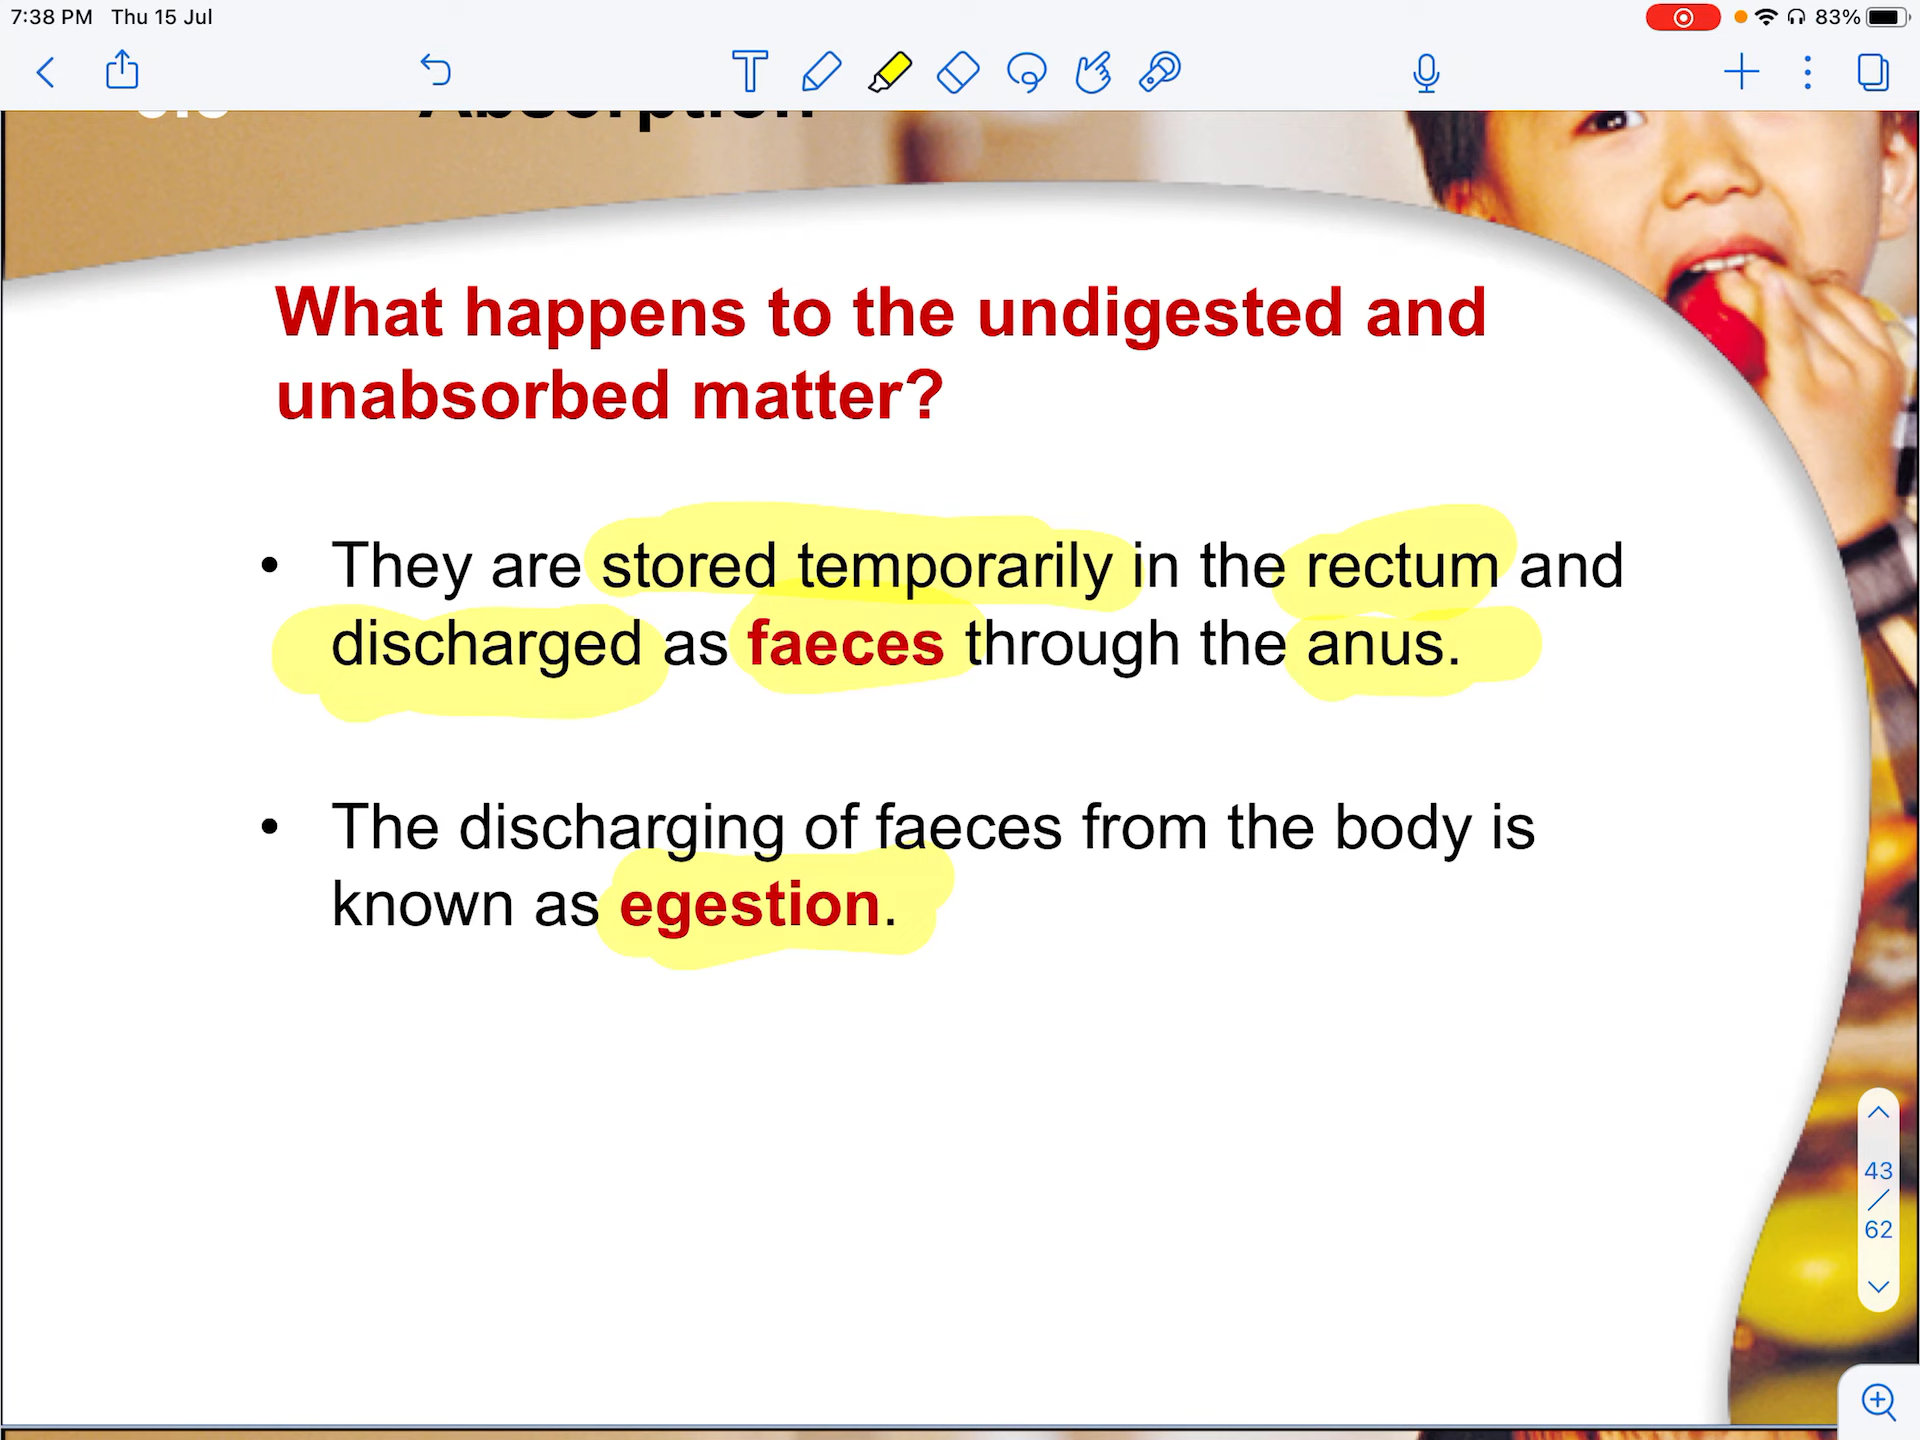 7:38 PM Thu 15 Jul 83%
Absorption
What happens to the undigested and
unabsorbed matter?
• They are stored temporarily in the rectum and
discharged as faeces through the anus.
• The discharging of faeces from the body is
known as egestion.
43
/
62